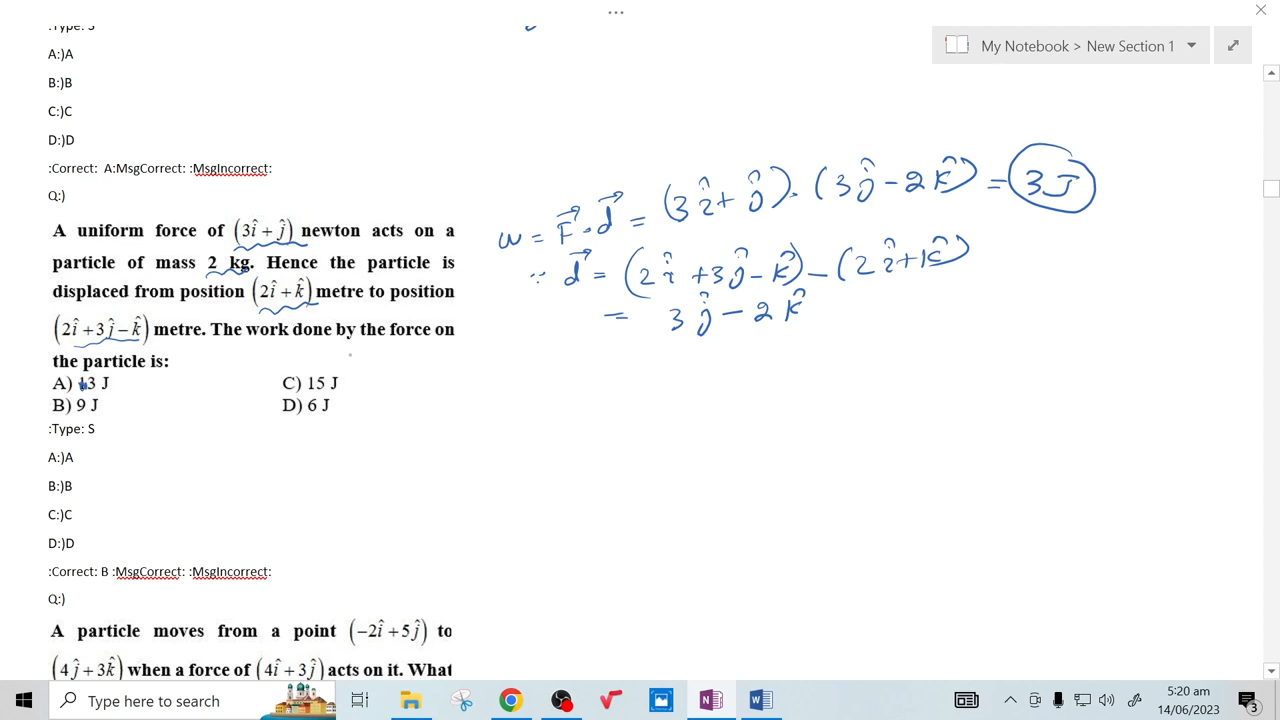 ...
:Type: S
My Notebook > New Section 1
A:)A
B:)B
C:)C
D:)D
:Correct: A:MsgCorrect: :MsgIncorrect:
Q:)
A uniform force of (3î + ĵ) newton acts on a
particle of mass 2 kg. Hence the particle is
displaced from position (2î + k̂) metre to position
(2î + 3ĵ − k̂) metre. The work done by the force on
the particle is:
A) 13 J C) 15 J
B) 9 J D) 6 J
:Type: S
A:)A
B:)B
C:)C
D:)D
:Correct: B :MsgCorrect: :MsgIncorrect:
Q:)
A particle moves from a point (−2î + 5ĵ) to
(4ĵ + 3k̂) when a force of (4î + 3ĵ) acts on it. What
w = F⃗ . d⃗ = (3î + ĵ) . (3ĵ − 2k̂) = 3J
∵ d⃗ = (2î + 3ĵ − k̂) − (2î + 1k̂)
= 3ĵ − 2k̂
Type here to search
5:20 am
14/06/2023
3